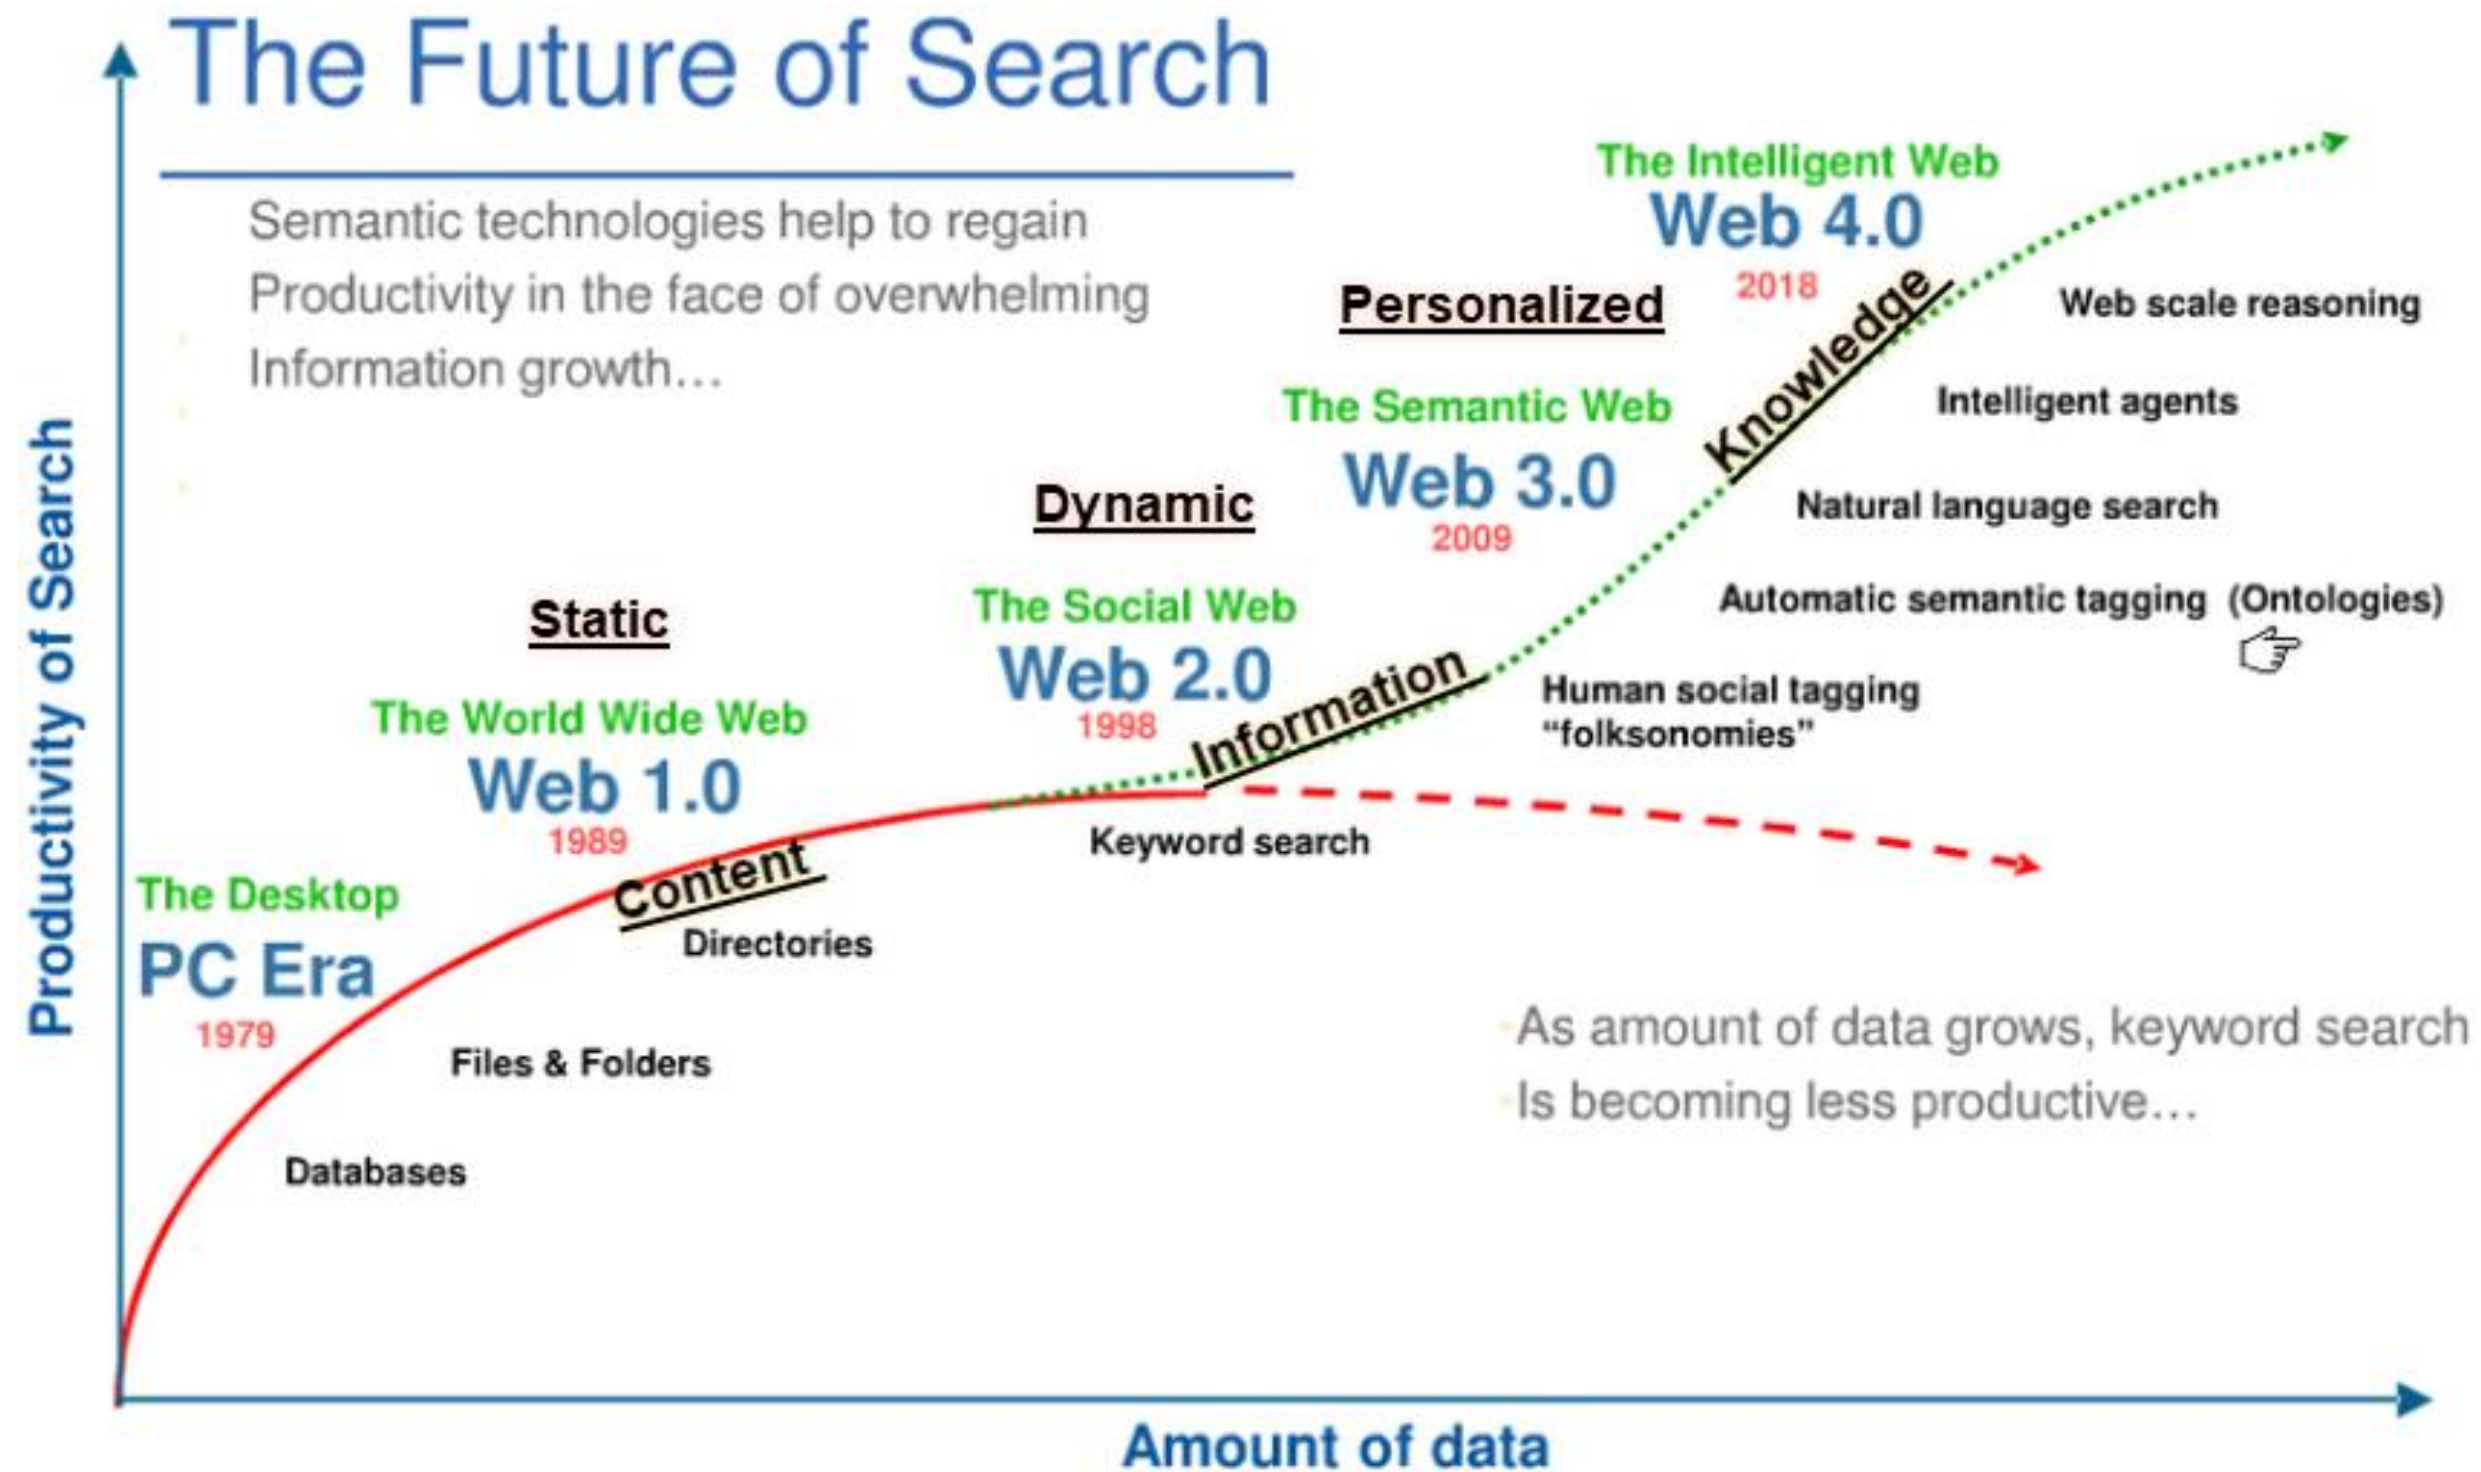 The Future of Search
Semantic technologies help to regain
Productivity in the face of overwhelming
Information growth...
The Intelligent Web
Web 4.0
2018
Personalized
The Semantic Web
Web 3.0
2009
Dynamic
The Social Web
Web 2.0
1998
Static
The World Wide Web
Web 1.0
1989
The Desktop
PC Era
1979
Knowledge
Information
Content
Web scale reasoning
Intelligent agents
Natural language search
Automatic semantic tagging (Ontologies)
Human social tagging
“folksonomies”
Keyword search
Directories
Files & Folders
Databases
As amount of data grows, keyword search
Is becoming less productive...
Productivity of Search
Amount of data